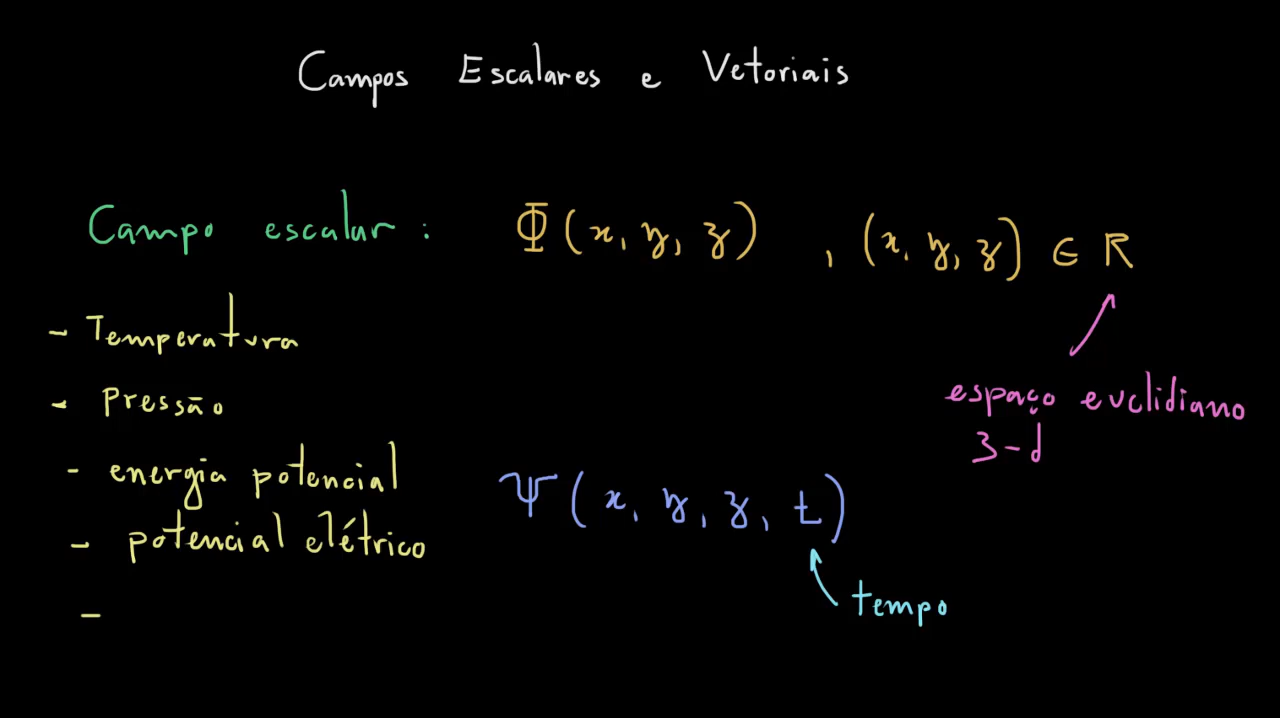 Campos Escalares e Vetoriais
Campo escalar : Φ(x, y, z) , (x, y, z) ∈ R
- Temperatura
- Pressão
- energia potencial
- potencial elétrico
-
espaço euclidiano
3-d
Ψ(x, y, z, t)
tempo